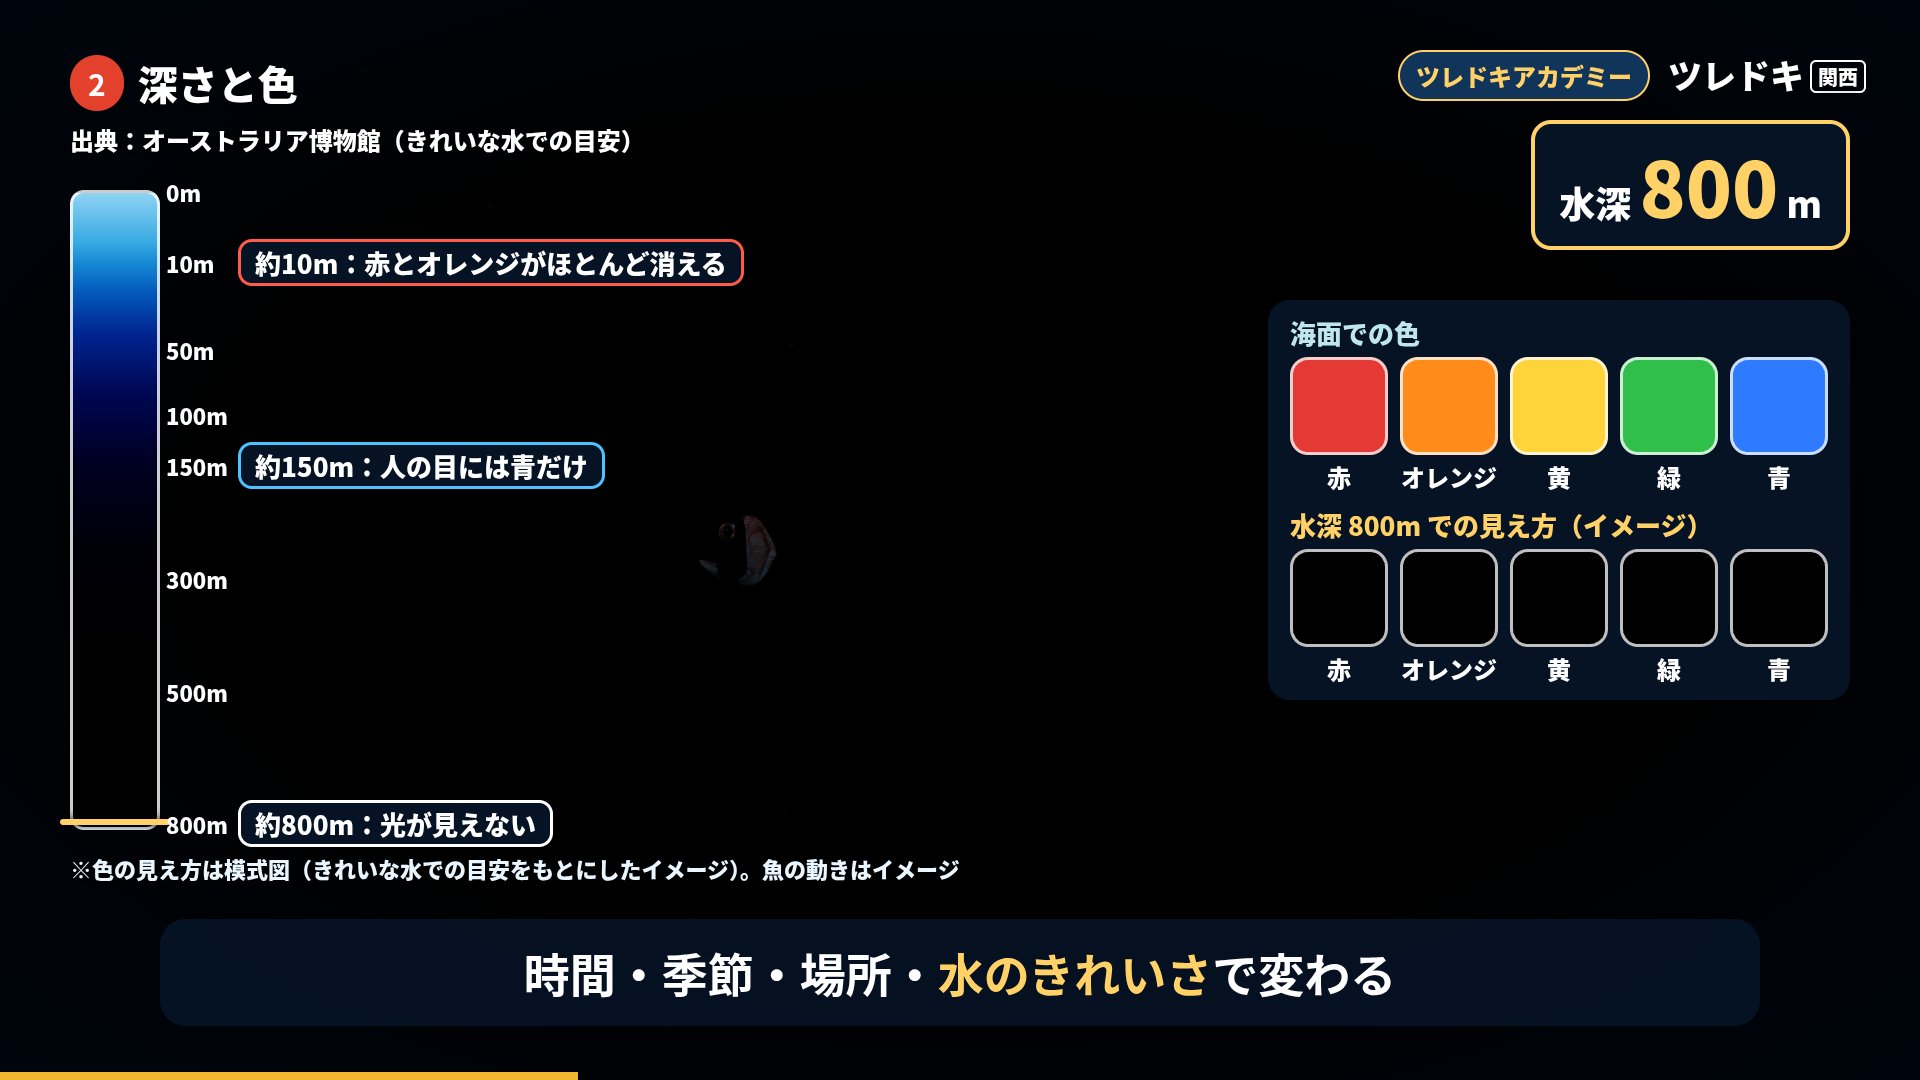 2 深さと色
ツレドキアカデミー ツレドキ 関西
出典：オーストラリア博物館（きれいな水での目安）
水深 800 m
0m
10m 約10m：赤とオレンジがほとんど消える
50m
100m
150m 約150m：人の目には青だけ
300m
500m
800m 約800m：光が見えない
海面での色
赤 オレンジ 黄 緑 青
水深 800m での見え方（イメージ）
赤 オレンジ 黄 緑 青
※色の見え方は模式図（きれいな水での目安をもとにしたイメージ）。魚の動きはイメージ
時間・季節・場所・水のきれいさで変わる